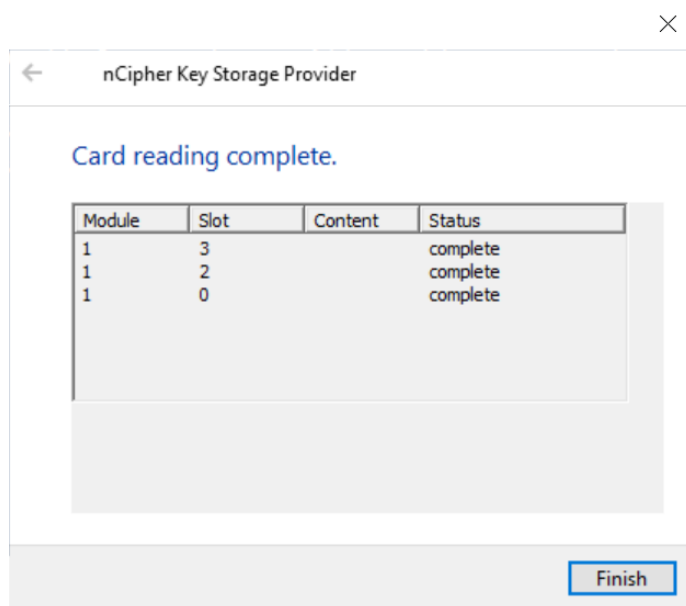 nCipher Key Storage Provider
Card reading complete.
Module Slot Content Status
1 3 complete
1 2 complete
1 0 complete
Finish